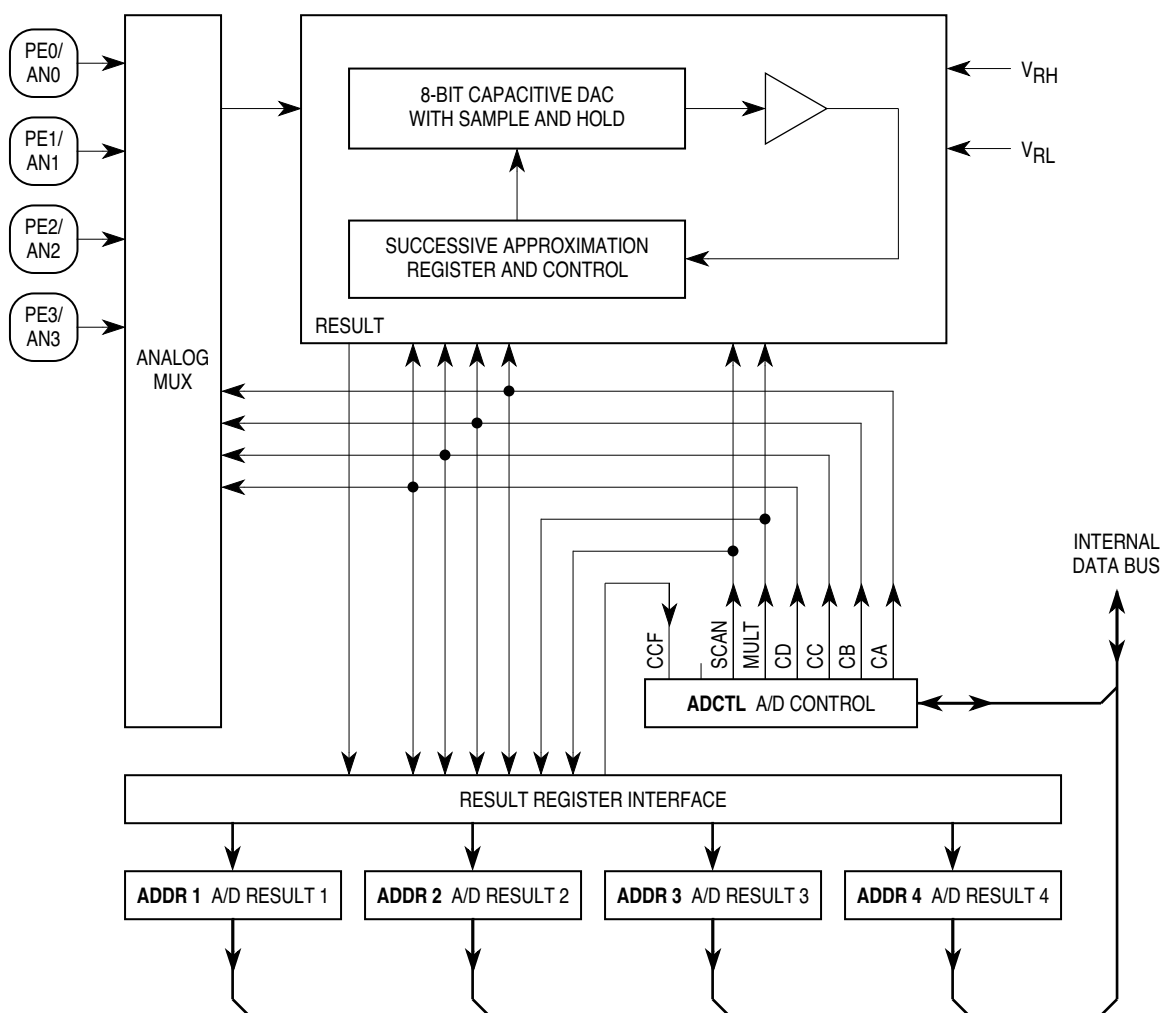 PE0/
AN0
PE1/
AN1
PE2/
AN2
PE3/
AN3
ANALOG
MUX
8-BIT CAPACITIVE DAC
WITH SAMPLE AND HOLD
SUCCESSIVE APPROXIMATION
REGISTER AND CONTROL
RESULT
VRH
VRL
INTERNAL
DATA BUS
CCF
SCAN
MULT
CD
CC
CB
CA
ADCTL A/D CONTROL
RESULT REGISTER INTERFACE
ADDR 1 A/D RESULT 1
ADDR 2 A/D RESULT 2
ADDR 3 A/D RESULT 3
ADDR 4 A/D RESULT 4